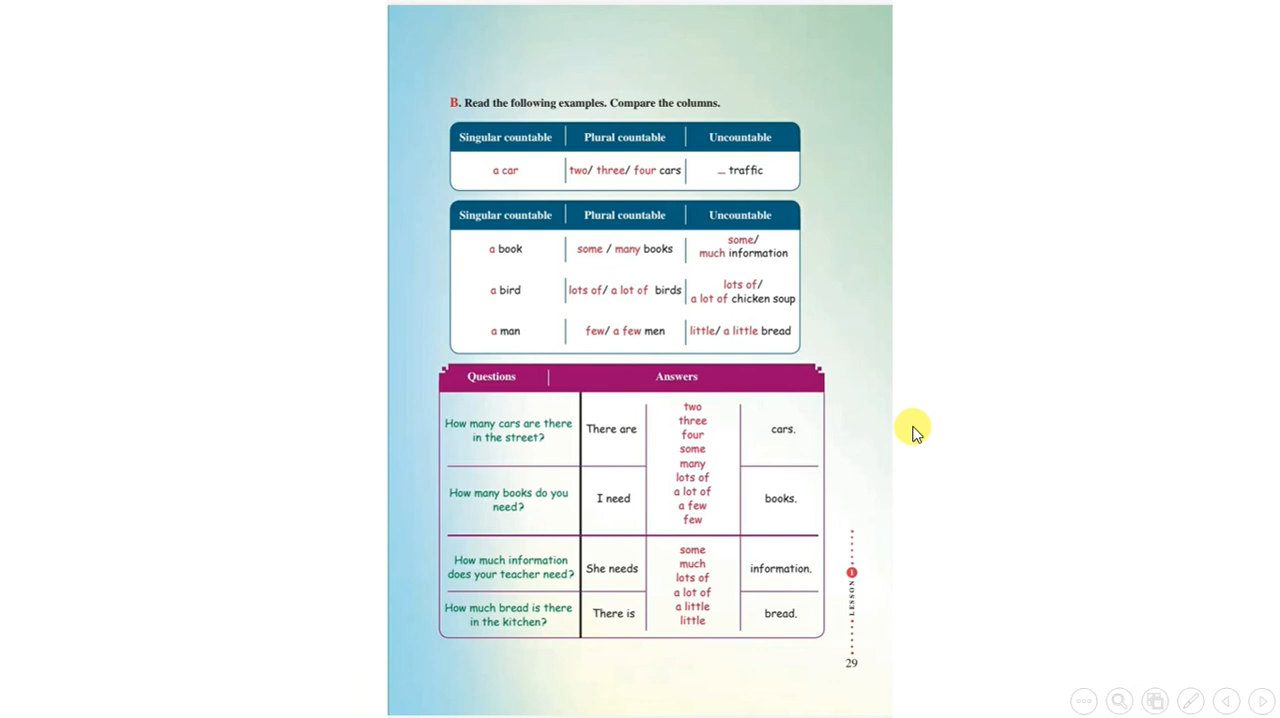 B. Read the following examples. Compare the columns.
Singular countable Plural countable Uncountable
a car two/ three/ four cars ... traffic
Singular countable Plural countable Uncountable
a book some / many books some/
much information
a bird lots of/ a lot of birds lots of/
a lot of chicken soup
a man few/ a few men little/ a little bread
Questions Answers
How many cars are there
in the street?
There are
two
three
four
some
many
lots of
a lot of
a few
few
cars.
How many books do you
need?
I need
books.
How much information
does your teacher need?
She needs
some
much
lots of
a lot of
a little
little
information.
How much bread is there
in the kitchen?
There is
bread.
LESSON 1
29